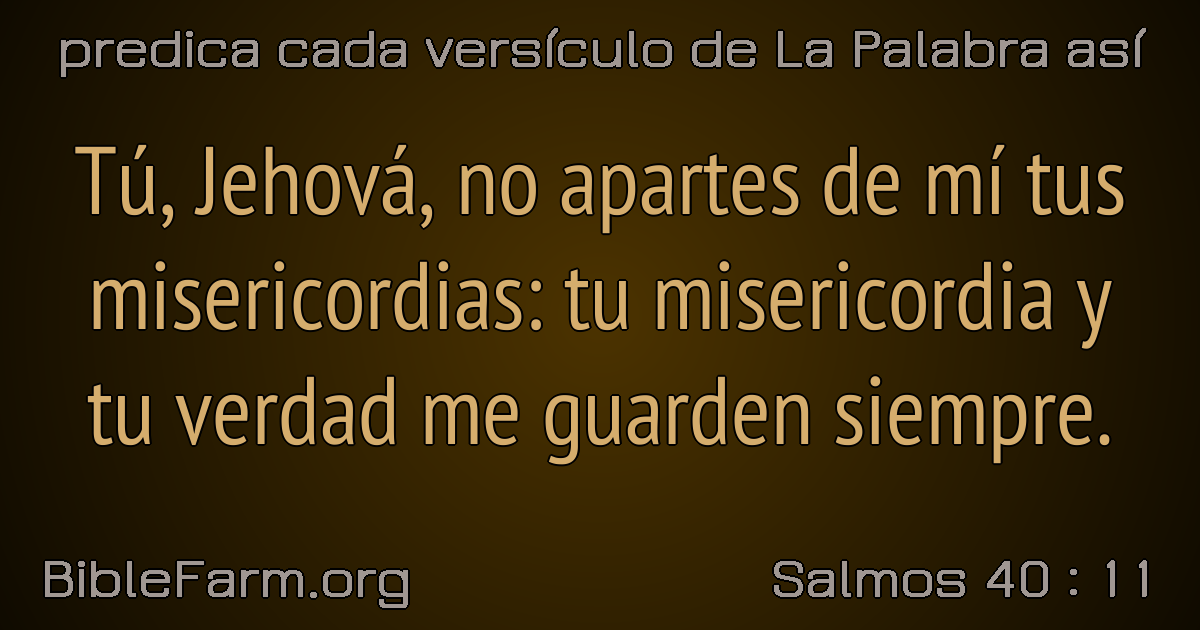 predica cada versículo de La Palabra así
Tú, Jehová, no apartes de mí tus
misericordias: tu misericordia y
tu verdad me guarden siempre.
BibleFarm.org
Salmos 40 : 11